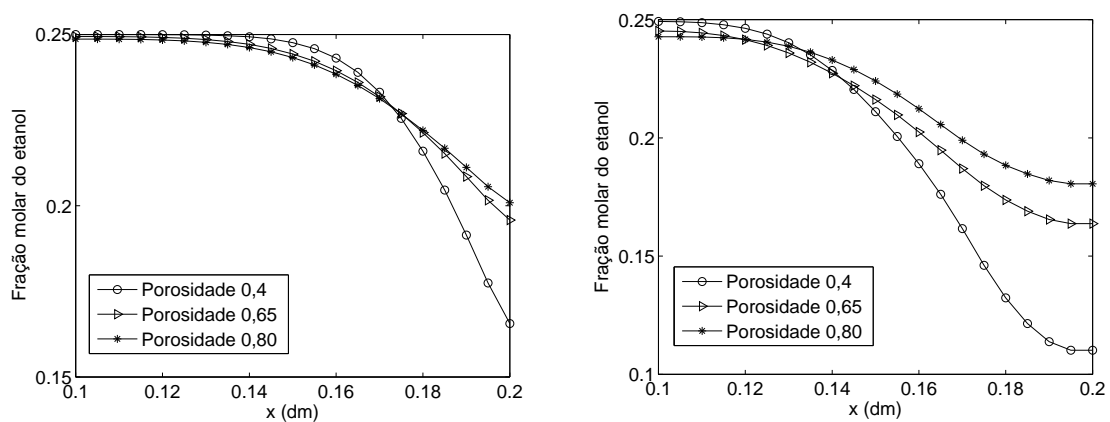 0.25
0.2
0.15
Fração molar do etanol
Porosidade 0,4
Porosidade 0,65
Porosidade 0,80
0.1 0.12 0.14 0.16 0.18 0.2
x (dm)
0.25
0.2
0.15
0.1
Fração molar do etanol
Porosidade 0,4
Porosidade 0,65
Porosidade 0,80
0.1 0.12 0.14 0.16 0.18 0.2
x (dm)